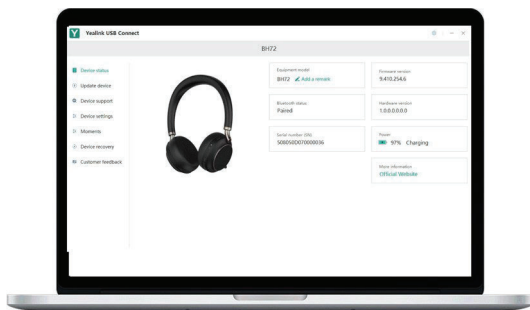 Yealink USB Connect
BH72
Device status
Update device
Device support
Device settings
Moments
Device recovery
Customer feedback
Equipment model
BH72 Add a remark
Firmware version
9.410.254.6
Bluetooth status
Paired
Hardware version
1.0.0.0.0.0.0
Serial number (SN)
508050D070000036
Power
97% Charging
More information
Official Website